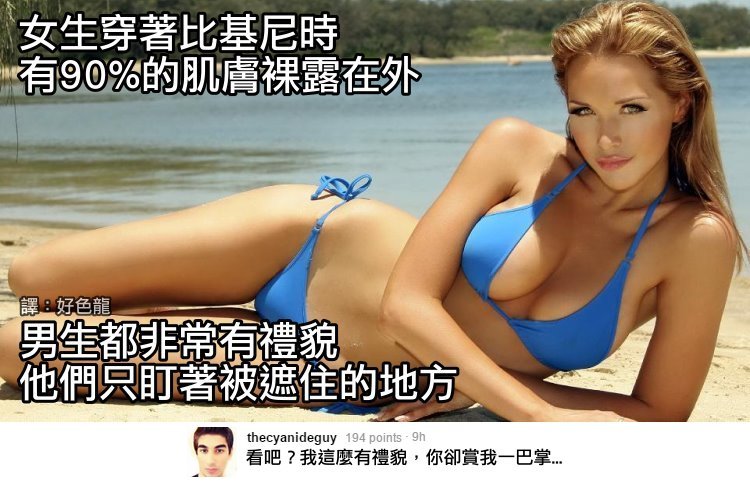 女生穿著比基尼時
有90%的肌膚裸露在外
譯：好色龍
男生都非常有禮貌
他們只盯著被遮住的地方
thecyanideguy 194 points · 9h
看吧？我這麼有禮貌，你卻賞我一巴掌...